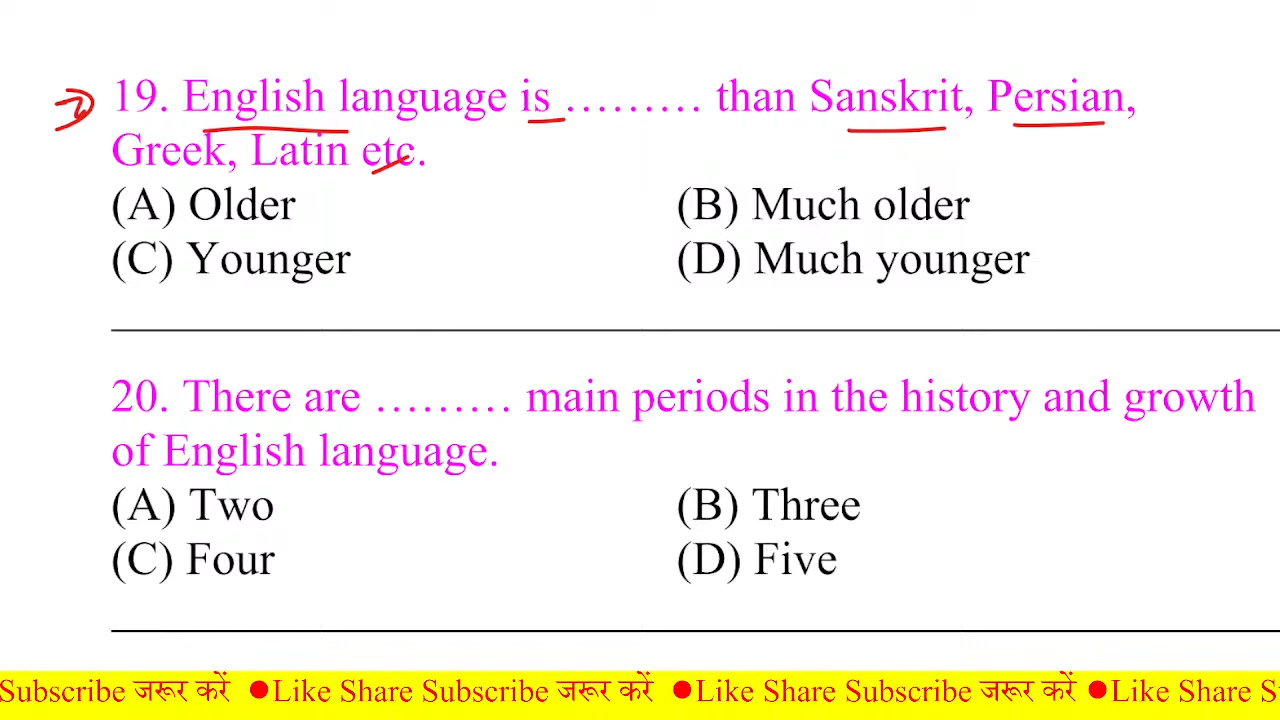 19. English language is ……… than Sanskrit, Persian,
Greek, Latin etc.
(A) Older (B) Much older
(C) Younger (D) Much younger
20. There are ……… main periods in the history and growth
of English language.
(A) Two (B) Three
(C) Four (D) Five
Subscribe जरूर करें ●Like Share Subscribe जरूर करें ●Like Share Subscribe जरूर करें ●Like Share S